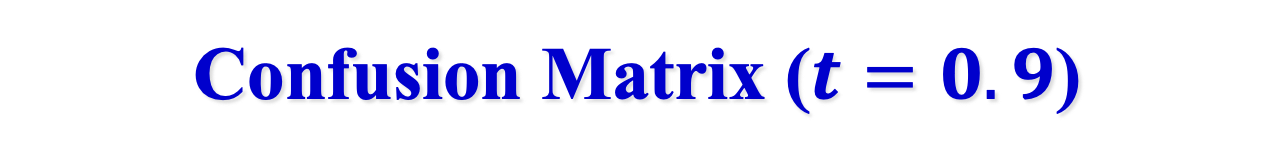 Confusion Matrix (t = 0.9)